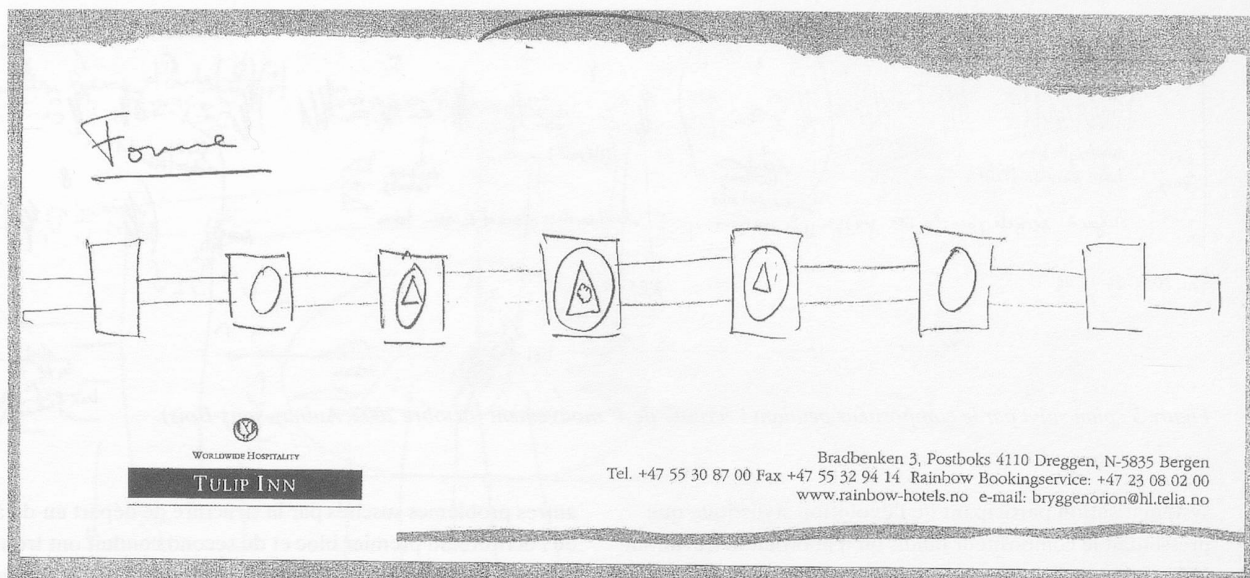 Forme
WORLDWIDE HOSPITALITY
TULIP INN
Bradbenken 3, Postboks 4110 Dreggen, N-5835 Bergen
Tel. +47 55 30 87 00 Fax +47 55 32 94 14 Rainbow Bookingservice: +47 23 08 02 00
www.rainbow-hotels.no e-mail: bryggenorion@hl.telia.no